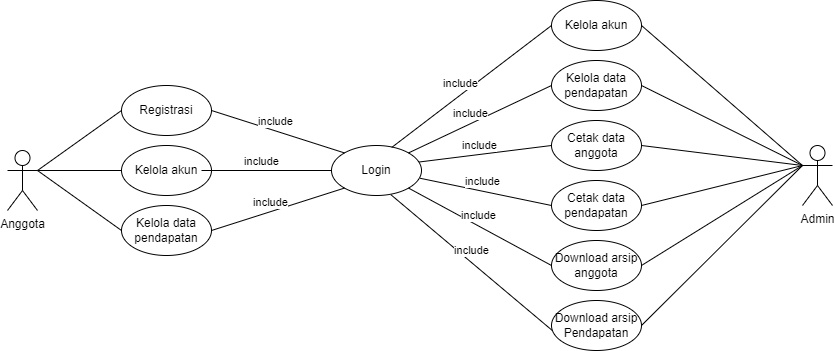 Kelola akun
include
Kelola data
pendapatan
include
Registrasi
include
Cetak data
anggota
include
Kelola akun
include
Login
include
Anggota
Admin
Cetak data
pendapatan
include
Kelola data
pendapatan
include
Download arsip
anggota
include
Download arsip
Pendapatan